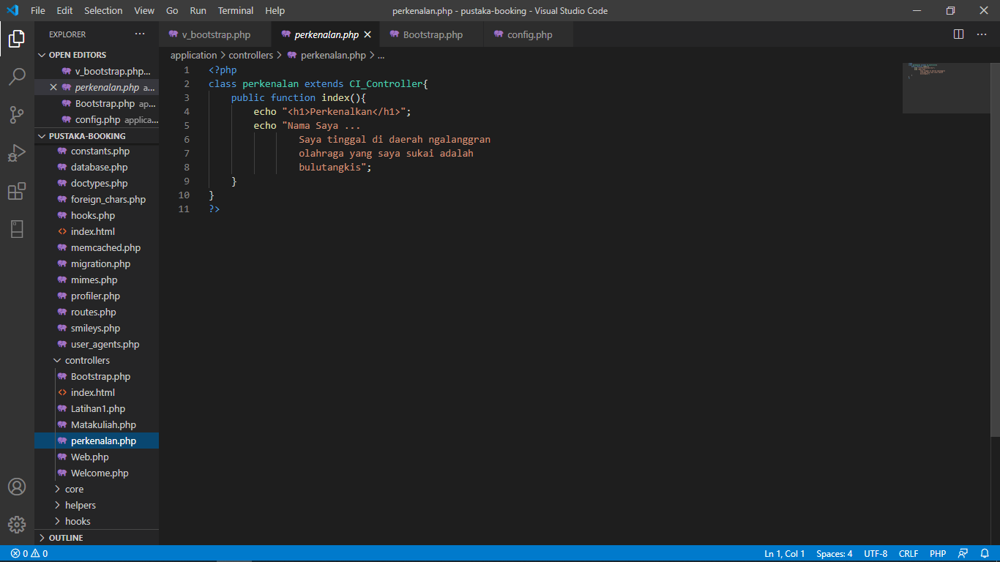 File Edit Selection View Go Run Terminal Help perkenalan.php - pustaka-booking - Visual Studio Code
EXPLORER ...
v_bootstrap.php perkenalan.php Bootstrap.php config.php ...
OPEN EDITORS
v_bootstrap.php...
perkenalan.php a...
Bootstrap.php ap...
config.php applica...
PUSTAKA-BOOKING
constants.php
database.php
doctypes.php
foreign_chars.php
hooks.php
index.html
memcached.php
migration.php
mimes.php
profiler.php
routes.php
smileys.php
user_agents.php
controllers
Bootstrap.php
index.html
Latihan1.php
Matakuliah.php
perkenalan.php
Web.php
Welcome.php
core
helpers
hooks
OUTLINE
application > controllers > perkenalan.php > ...
1 <?php
2 class perkenalan extends CI_Controller{
3 public function index(){
4 echo "<h1>Perkenalkan</h1>";
5 echo "Nama Saya ...
6 Saya tinggal di daerah ngalanggran
7 olahraga yang saya sukai adalah
8 bulutangkis";
9 }
10 }
11 ?>
0 0 Ln 1, Col 1 Spaces: 4 UTF-8 CRLF PHP